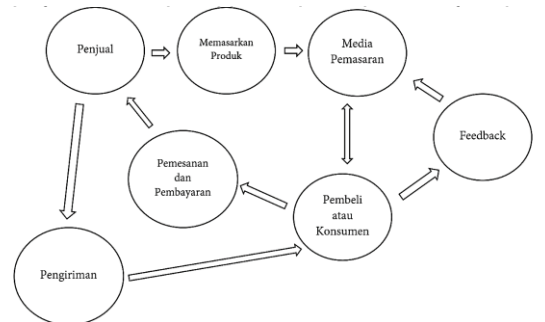 Penjual
Memasarkan
Produk
Media
Pemasaran
Feedback
Pemesanan
dan
Pembayaran
Pembeli
atau
Konsumen
Pengiriman